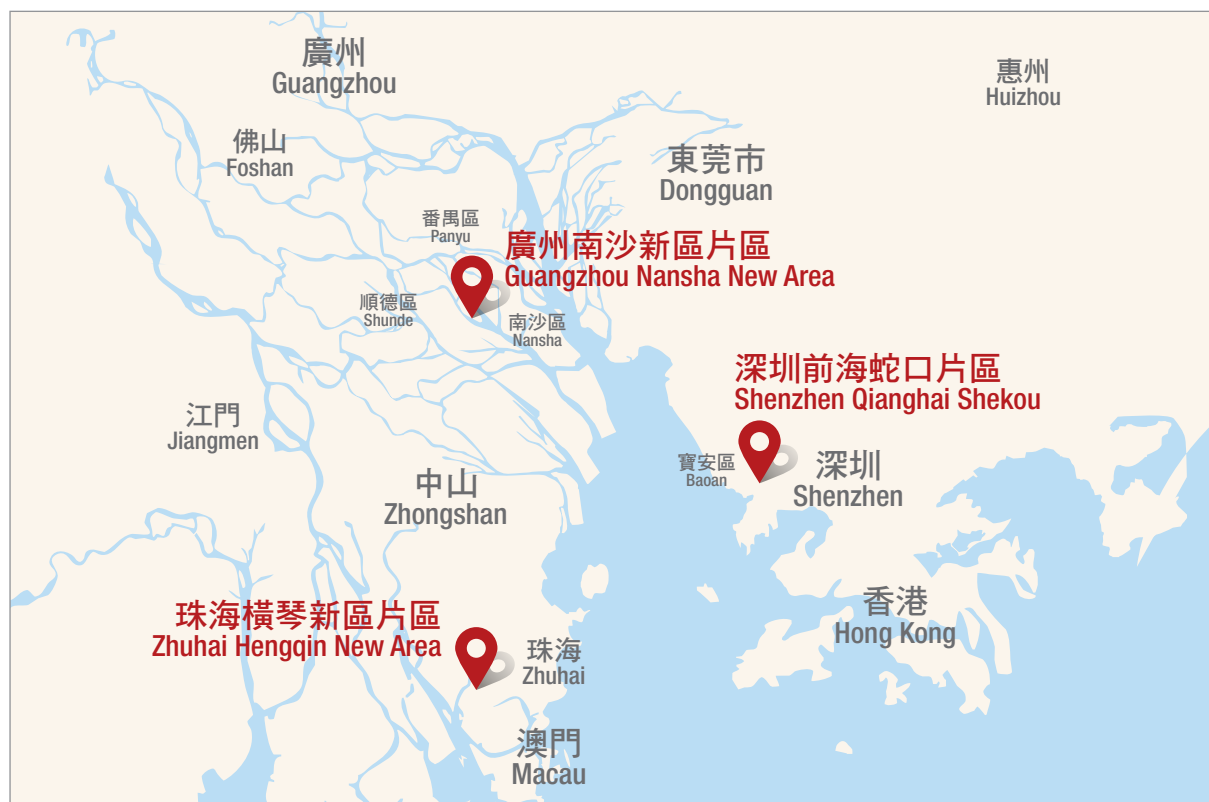 廣州
Guangzhou
惠州
Huizhou
佛山
Foshan
東莞市
Dongguan
番禺區
Panyu
廣州南沙新區片區
Guangzhou Nansha New Area
順德區
Shunde
南沙區
Nansha
深圳前海蛇口片區
Shenzhen Qianghai Shekou
江門
Jiangmen
寶安區
Baoan
深圳
Shenzhen
中山
Zhongshan
香港
Hong Kong
珠海橫琴新區片區
Zhuhai Hengqin New Area
珠海
Zhuhai
澳門
Macau